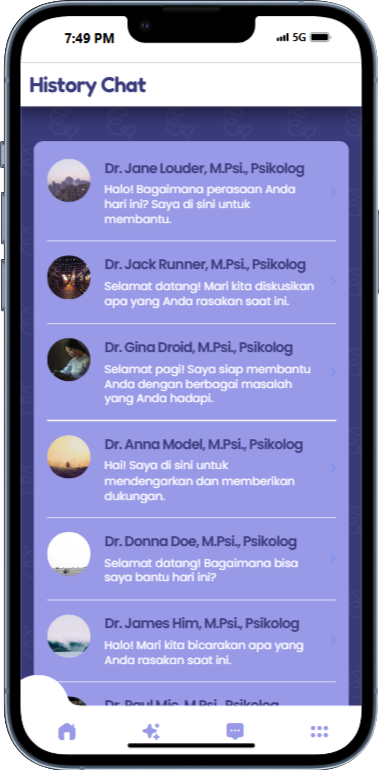 7:49 PM
5G
History Chat
Dr. Jane Louder, M.Psi., Psikolog
Halo! Bagaimana perasaan Anda
hari ini? Saya di sini untuk
membantu.
Dr. Jack Runner, M.Psi., Psikolog
Selamat datang! Mari kita diskusikan
apa yang Anda rasakan saat ini.
Dr. Gina Droid, M.Psi., Psikolog
Selamat pagi! Saya siap membantu
Anda dengan berbagai masalah
yang Anda hadapi.
Dr. Anna Model, M.Psi., Psikolog
Hai! Saya di sini untuk
mendengarkan dan memberikan
dukungan.
Dr. Donna Doe, M.Psi., Psikolog
Selamat datang! Bagaimana bisa
saya bantu hari ini?
Dr. James Him, M.Psi., Psikolog
Halo! Mari kita bicarakan apa yang
Anda rasakan saat ini.
Dr. Paul Mic, M.Psi., Psikolog